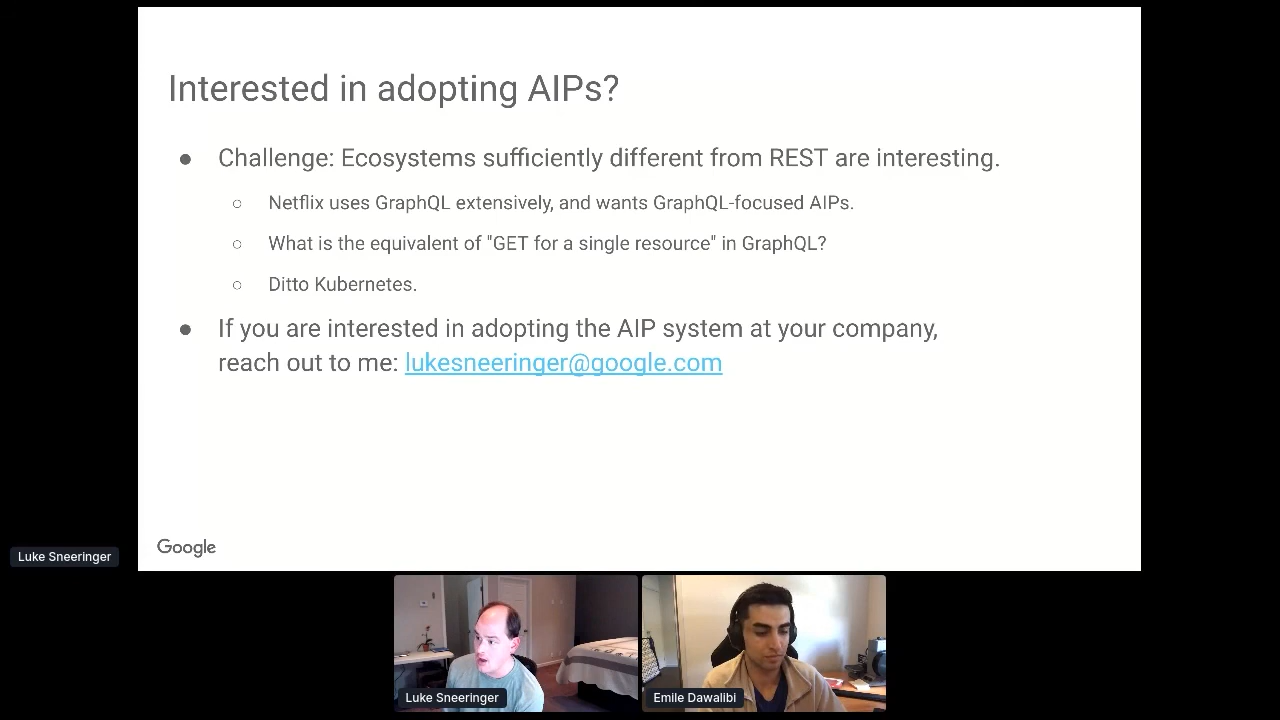 Interested in adopting AIPs?
● Challenge: Ecosystems sufficiently different from REST are interesting.
○ Netflix uses GraphQL extensively, and wants GraphQL-focused AIPs.
○ What is the equivalent of "GET for a single resource" in GraphQL?
○ Ditto Kubernetes.
● If you are interested in adopting the AIP system at your company,
reach out to me: lukesneeringer@google.com
Google
Luke Sneeringer
Luke Sneeringer
Emile Dawalibi